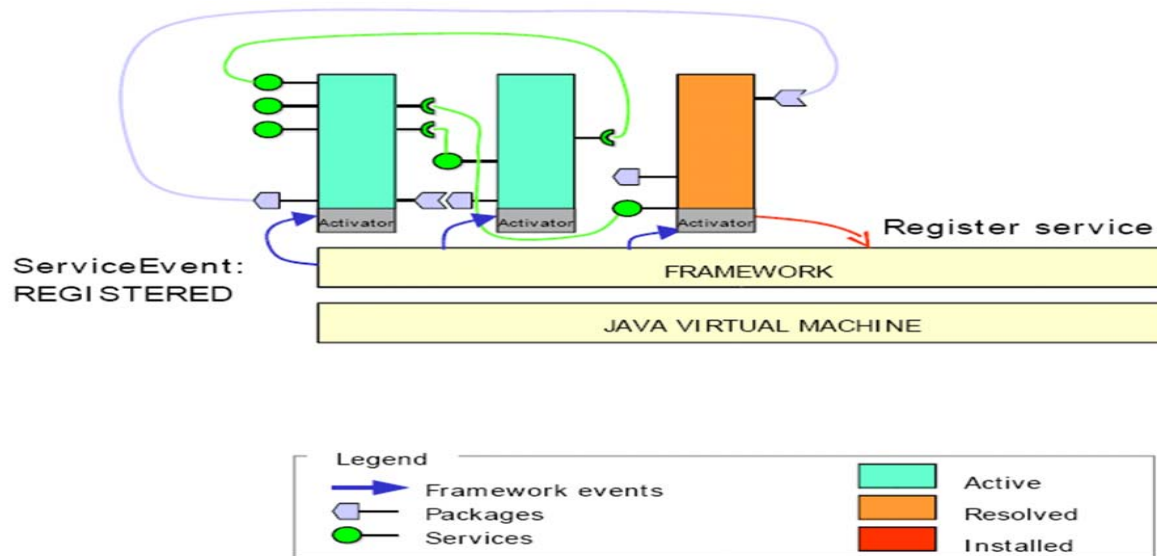 Activator
Activator
Activator
Register service
ServiceEvent:
REGISTERED
FRAMEWORK
JAVA VIRTUAL MACHINE
Legend
Framework events
Packages
Services
Active
Resolved
Installed